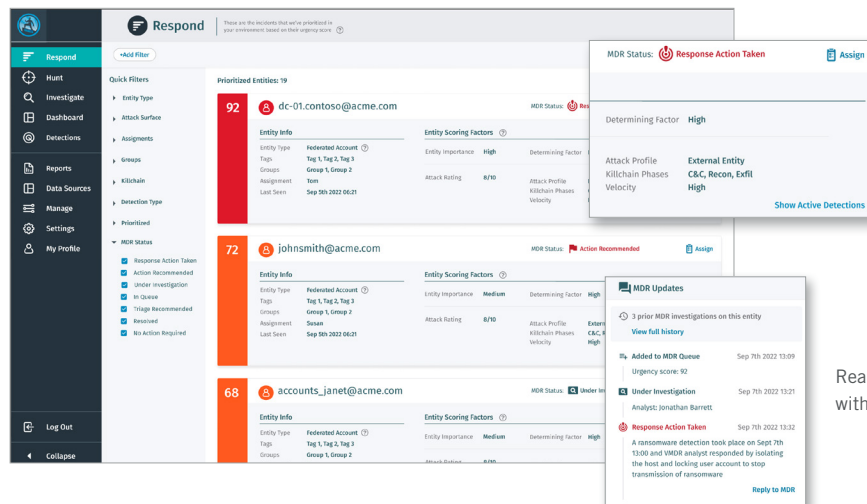 Respond
These are the incidents that we've prioritized in
your environment based on their urgency score.
Respond
Hunt
Investigate
Dashboard
Detections
Reports
Data Sources
Manage
Settings
My Profile
Log Out
Collapse
+Add Filter
Quick Filters
Entity Type
Attack Surface
Assigments
Groups
Killchain
Detection Type
Prioritized
MDR Status
Response Action Taken
Action Recommended
Under Investigation
In Queue
Triage Recommended
Resolved
No Action Required
Prioritized Entities: 19
92 dc-01.contoso@acme.com MDR Status:
Entity Info
Entity Type Federated Account
Tags Tag 1, Tag 2, Tag 3
Groups Group 1, Group 2
Assignment Tom
Last Seen Sep 5th 2022 06:21
Entity Scoring Factors
Entity Importance High Determining Factor
Attack Rating 8/10
Attack Profile
Killchain Phases
Velocity
72 johnsmith@acme.com MDR Status: Action Recommended Assign
Entity Info
Entity Type Federated Account
Tags Tag 1, Tag 2, Tag 3
Groups Group 1, Group 2
Assignment Susan
Last Seen Sep 5th 2022 06:21
Entity Scoring Factors
Entity Importance Medium Determining Factor High
Attack Rating 8/10
Attack Profile Extern
Killchain Phases C&C, R
Velocity High
68 accounts_janet@acme.com MDR Status: Under Inv
Entity Info
Entity Type Federated Account
Tags Tag 1, Tag 2, Tag 3
Groups Group 1, Group 2
Entity Scoring Factors
Entity Importance Medium Determining Factor High
MDR Status: Response Action Taken Assign
Determining Factor High
Attack Profile External Entity
Killchain Phases C&C, Recon, Exfil
Velocity High
Show Active Detections
MDR Updates
3 prior MDR investigations on this entity
View full history
Added to MDR Queue Sep 7th 2022 13:09
Urgency score: 92
Under Investigation Sep 7th 2022 13:21
Analyst: Jonathan Barrett
Response Action Taken Sep 7th 2022 13:32
A ransomware detection took place on Sept 7th
13:00 and VMDR analyst responded by isolating
the host and locking user account to stop
transmission of ransomware
Reply to MDR
Rea
with